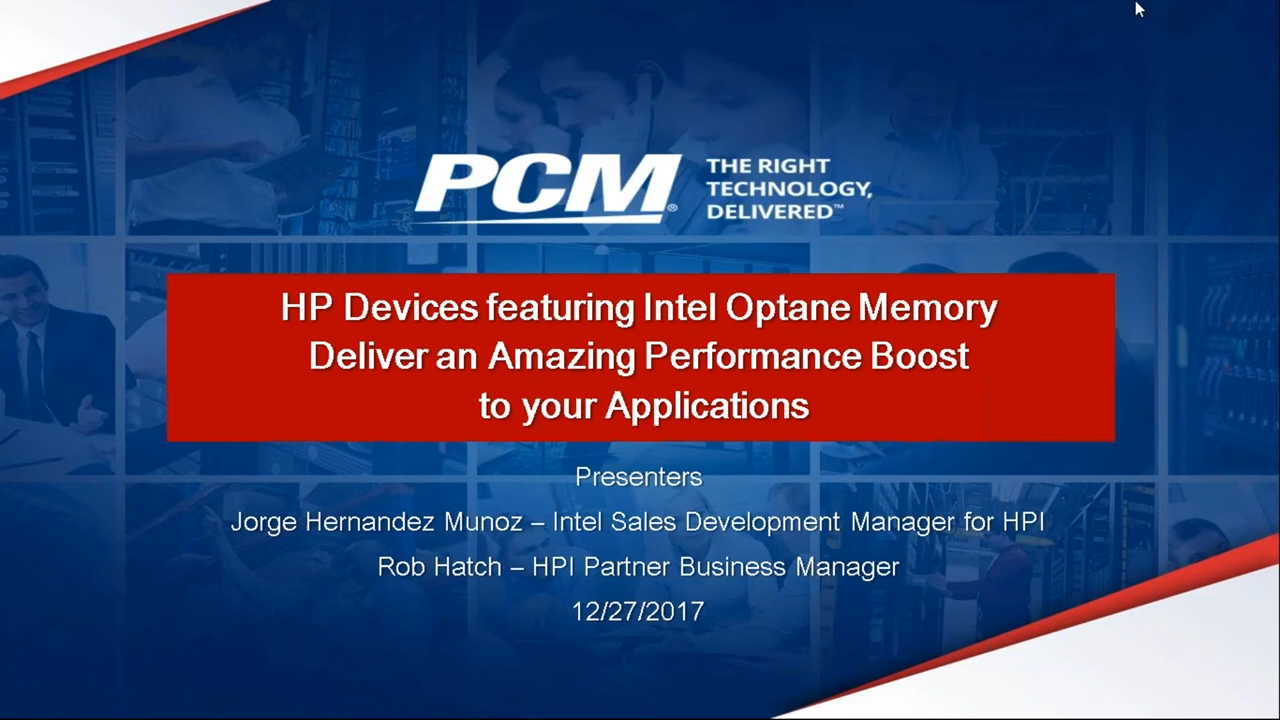 PCM®
THE RIGHT
TECHNOLOGY,
DELIVERED™
HP Devices featuring Intel Optane Memory
Deliver an Amazing Performance Boost
to your Applications
Presenters
Jorge Hernandez Munoz – Intel Sales Development Manager for HPI
Rob Hatch – HPI Partner Business Manager
12/27/2017